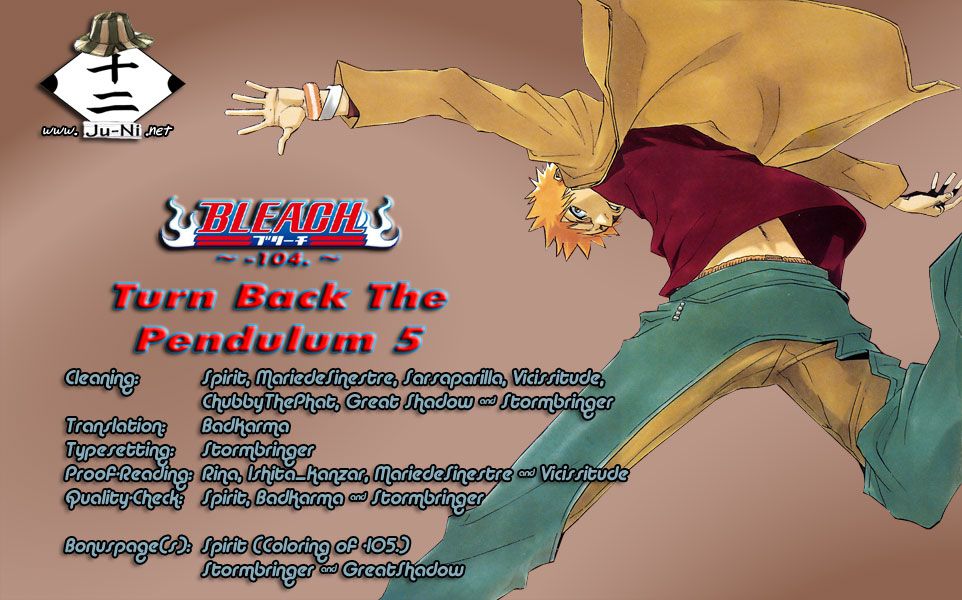 十
二
www. Ju-Ni .net
BLEACH
ブリーチ
~ -104. ~
Turn Back The
Pendulum 5
Cleaning: Spirit, MariedeSinestre, Sarsaparilla, Vicissitude,
ChubbyThePhat, Great Shadow and Stormbringer
Translation: BadKarma
Typesetting: Stormbringer
Proof-Reading: Rina, Ishita_Kanzar, MariedeSinestre and Vicissitude
Quality-Check: Spirit, BadKarma and Stormbringer
Bonuspage(s): Spirit (Coloring of -105.)
Stormbringer and GreatShadow